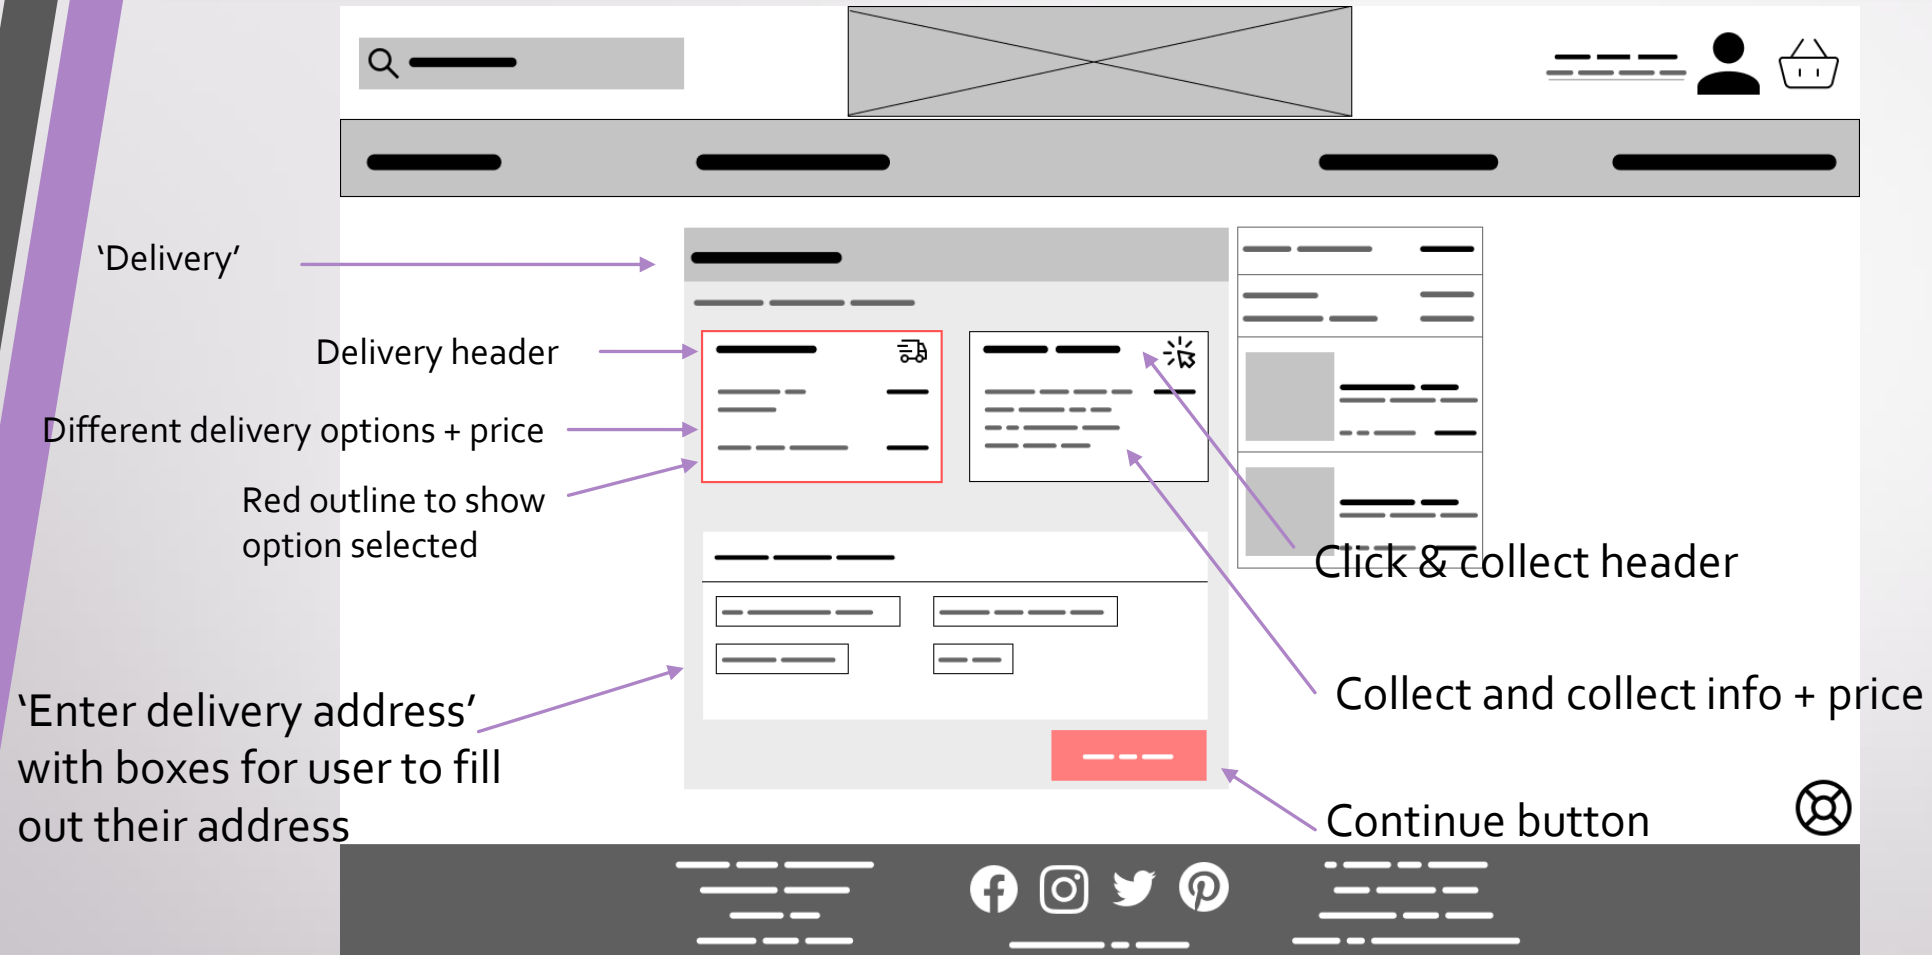 ‘Delivery’
Delivery header
Different delivery options + price
Red outline to show
option selected
‘Enter delivery address’
with boxes for user to fill
out their address
Click & collect header
Collect and collect info + price
Continue button